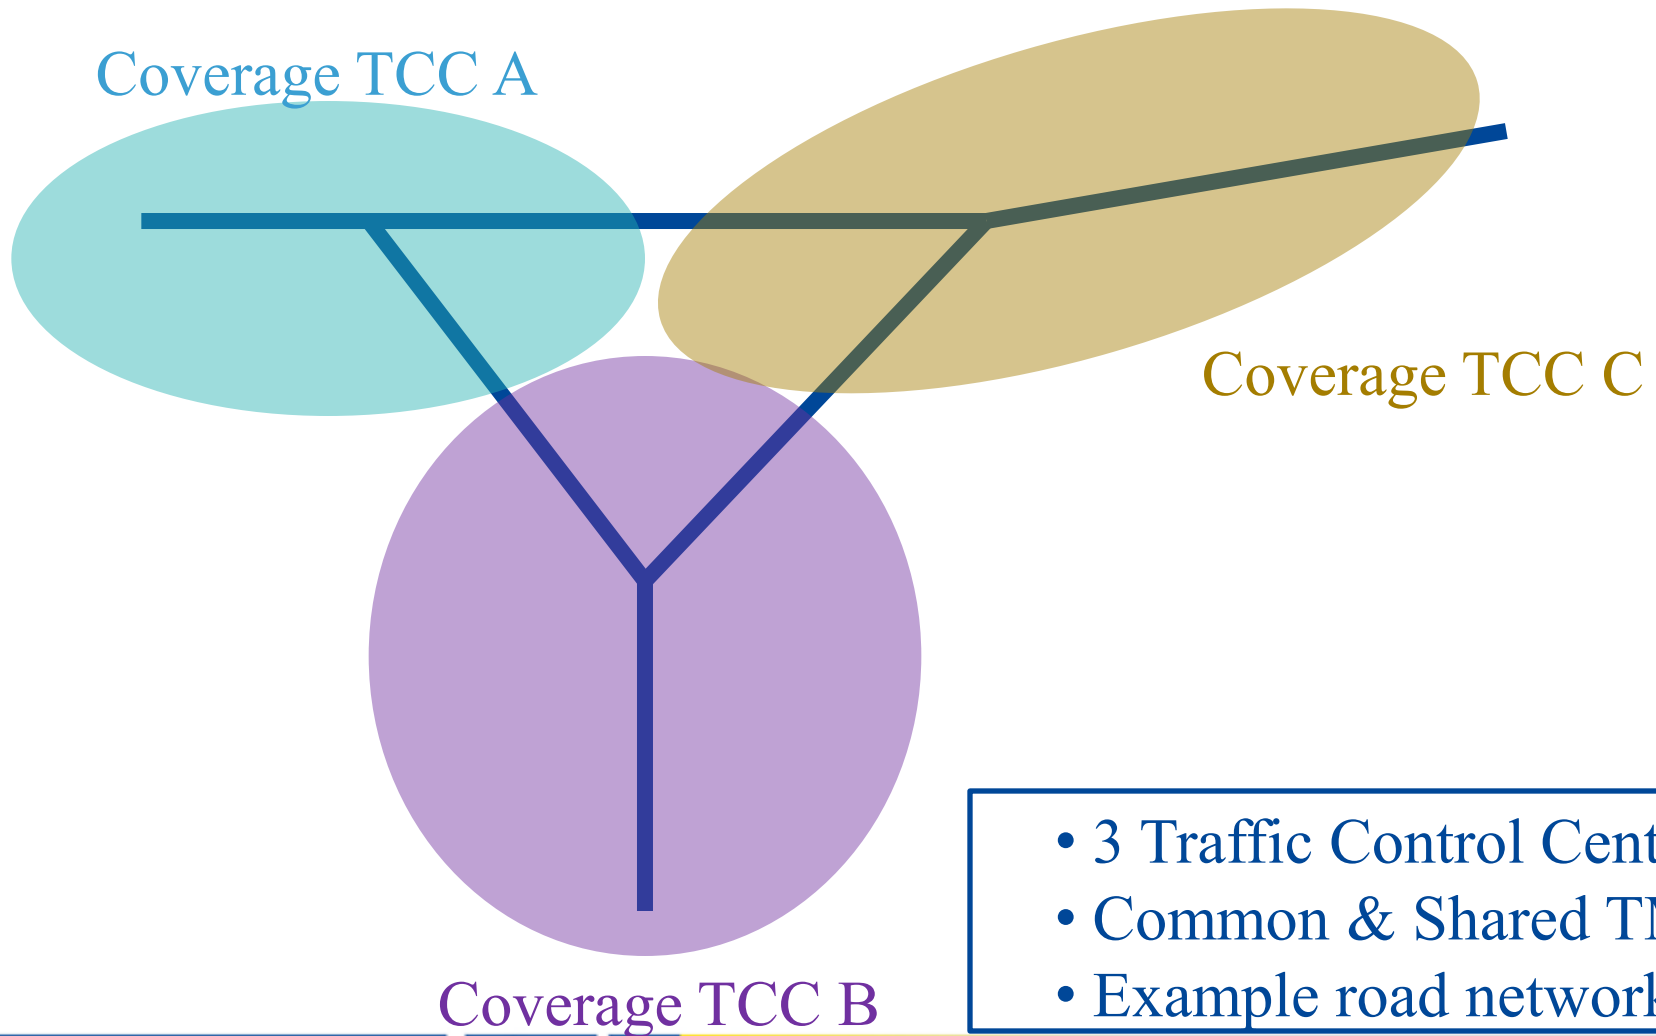 Coverage TCC A
Coverage TCC C
• 3 Traffic Control Cent
• Common & Shared
• Example road network
Coverage TCC B